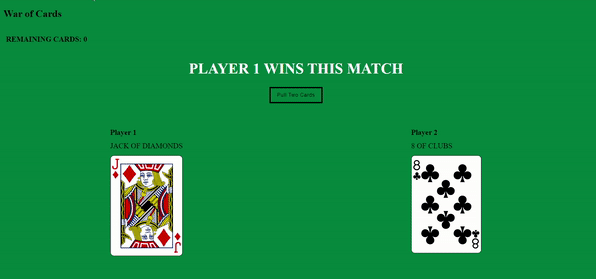 War of Cards
REMAINING CARDS: 0
PLAYER 1 WINS THIS MATCH
Pull Two Cards
Player 1
JACK OF DIAMONDS
J
J
Player 2
8 OF CLUBS
8
8